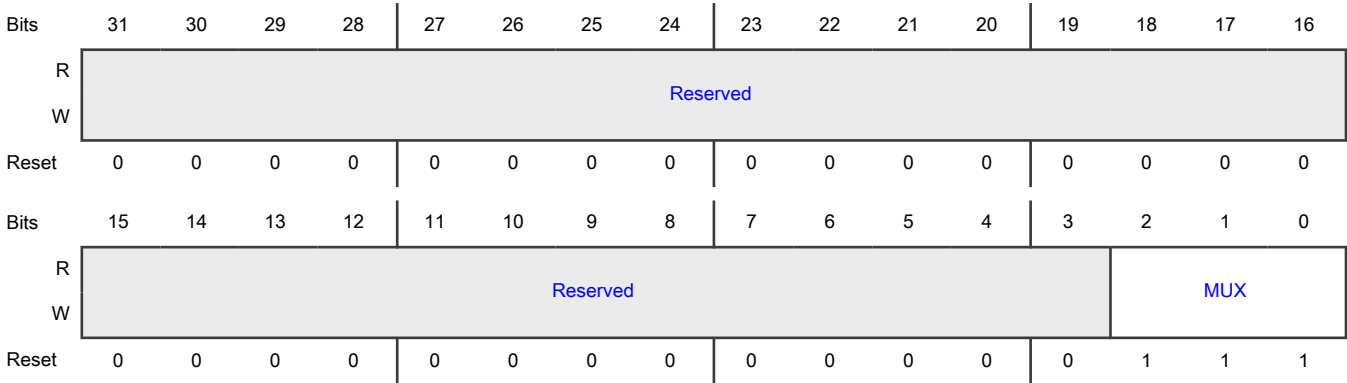 Bits 31 30 29 28 27 26 25 24 23 22 21 20 19 18 17 16
R
Reserved
W
Reset 0 0 0 0 0 0 0 0 0 0 0 0 0 0 0 0
Bits 15 14 13 12 11 10 9 8 7 6 5 4 3 2 1 0
R
Reserved MUX
W
Reset 0 0 0 0 0 0 0 0 0 0 0 0 0 1 1 1